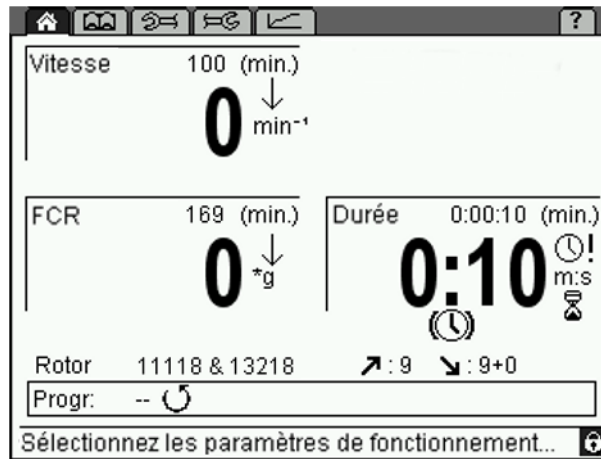 ?
Vitesse 100 (min.)
0 min⁻¹
FCR 169 (min.)
0 *g
Durée 0:00:10 (min.)
0:10 ! m:s
Rotor 11118 & 13218 ↗: 9 ↘: 9+0
Progr: --
Sélectionnez les paramètres de fonctionnement...